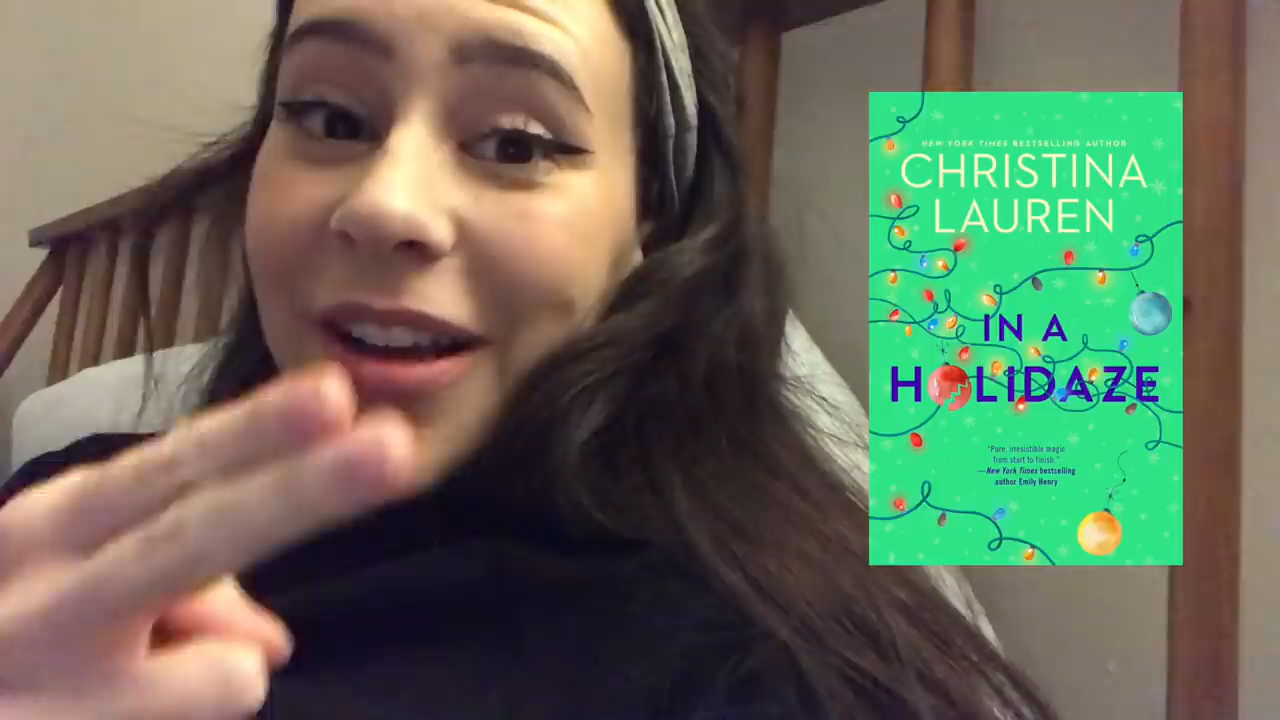 NEW YORK TIMES BESTSELLING AUTHOR
CHRISTINA
LAUREN
IN A
HOLIDAZE
"Pure, irresistible magic
from start to finish."
—New York Times bestselling
author Emily Henry